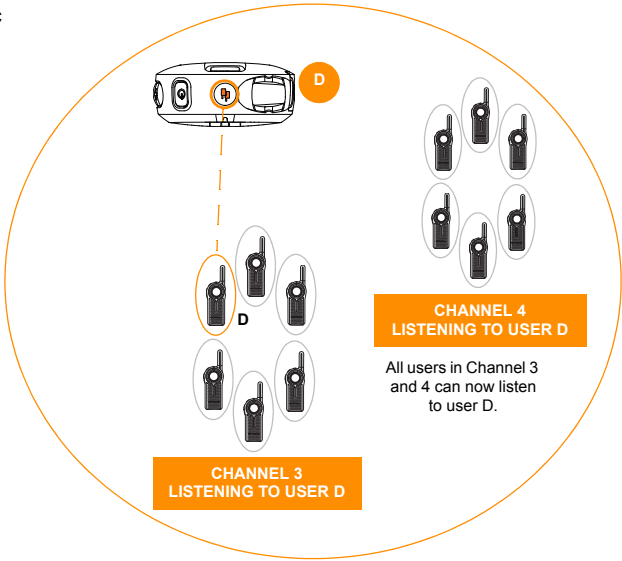 D
D
CHANNEL 4
LISTENING TO USER D
All users in Channel 3
and 4 can now listen
to user D.
CHANNEL 3
LISTENING TO USER D